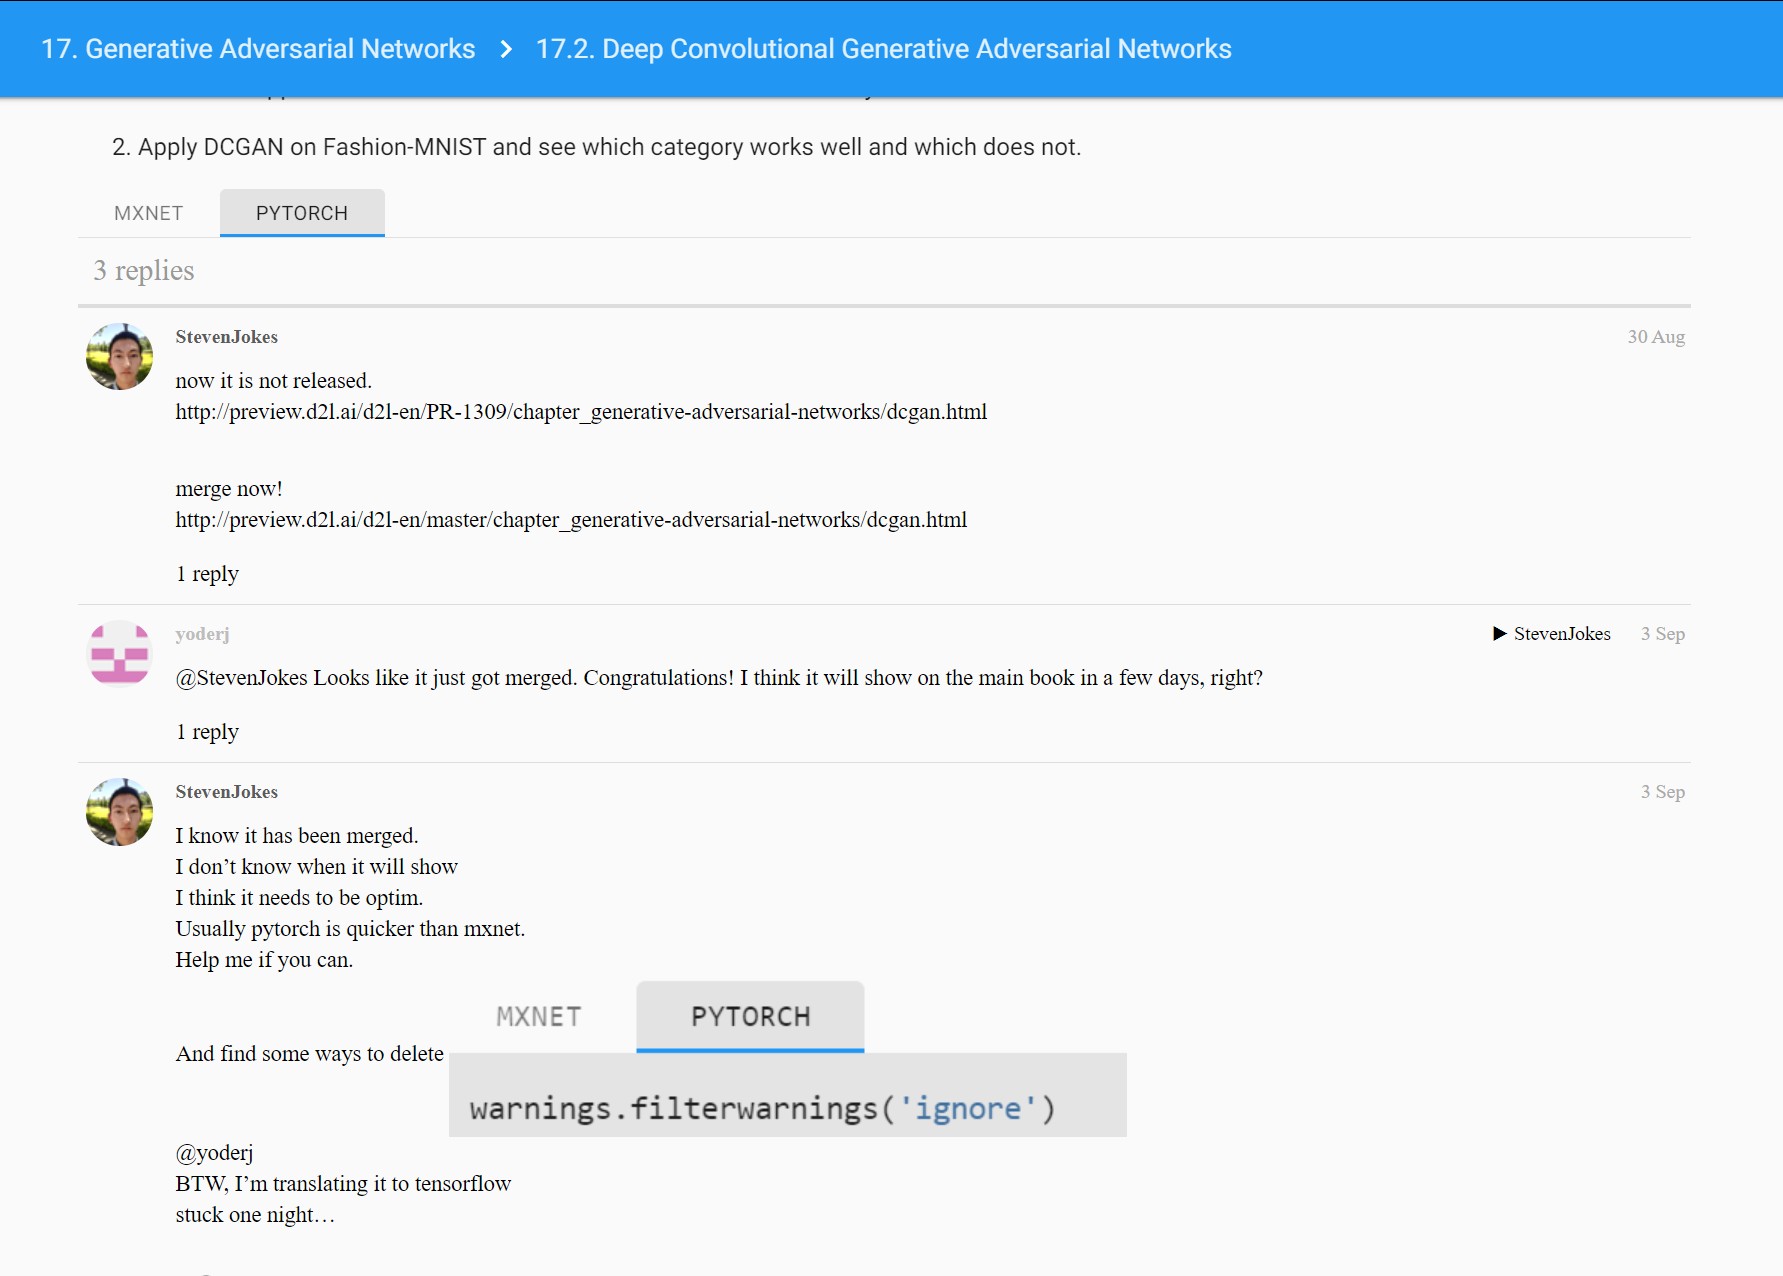 17. Generative Adversarial Networks > 17.2. Deep Convolutional Generative Adversarial Networks
2. Apply DCGAN on Fashion-MNIST and see which category works well and which does not.
MXNET PYTORCH
3 replies
StevenJokes 30 Aug
now it is not released.
http://preview.d2l.ai/d2l-en/PR-1309/chapter_generative-adversarial-networks/dcgan.html
merge now!
http://preview.d2l.ai/d2l-en/master/chapter_generative-adversarial-networks/dcgan.html
1 reply
yoderj ▶ StevenJokes 3 Sep
@StevenJokes Looks like it just got merged. Congratulations! I think it will show on the main book in a few days, right?
1 reply
StevenJokes 3 Sep
I know it has been merged.
I don’t know when it will show
I think it needs to be optim.
Usually pytorch is quicker than mxnet.
Help me if you can.
MXNET PYTORCH
And find some ways to delete
warnings.filterwarnings('ignore')
@yoderj
BTW, I’m translating it to tensorflow
stuck one night…